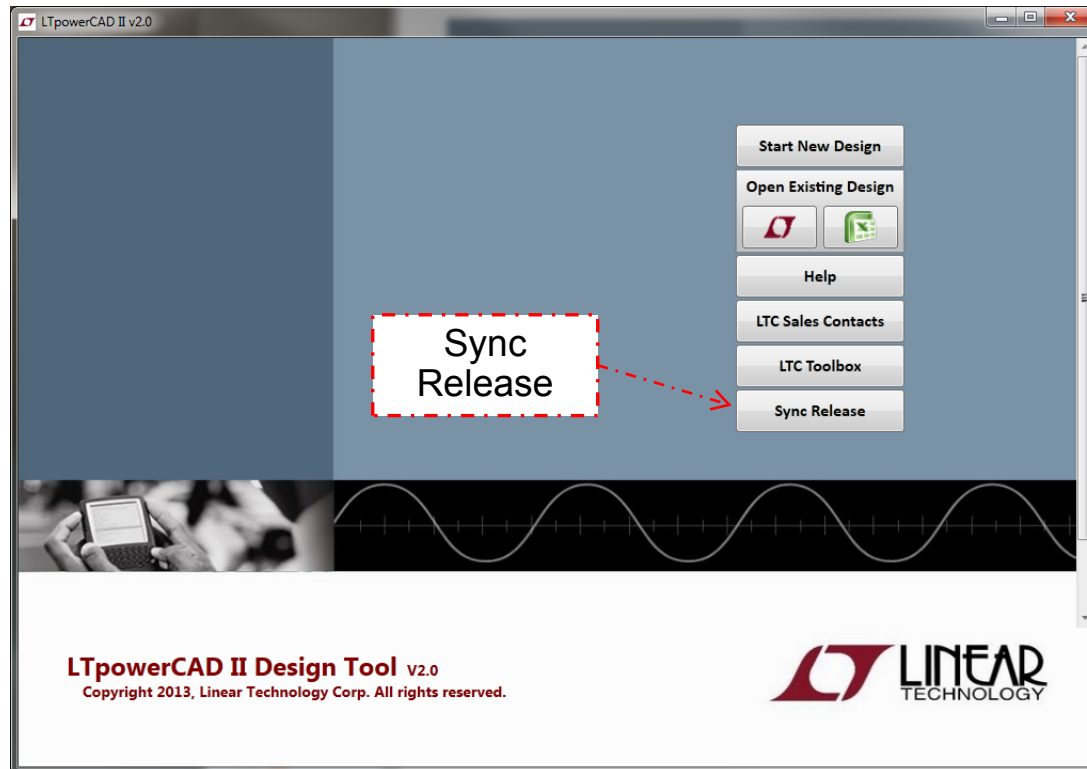 LTpowerCAD II v2.0
Start New Design
Open Existing Design
Help
LTC Sales Contacts
LTC Toolbox
Sync Release
Sync
Release
LTpowerCAD II Design Tool V2.0
Copyright 2013, Linear Technology Corp. All rights reserved.
LINEAR
TECHNOLOGY